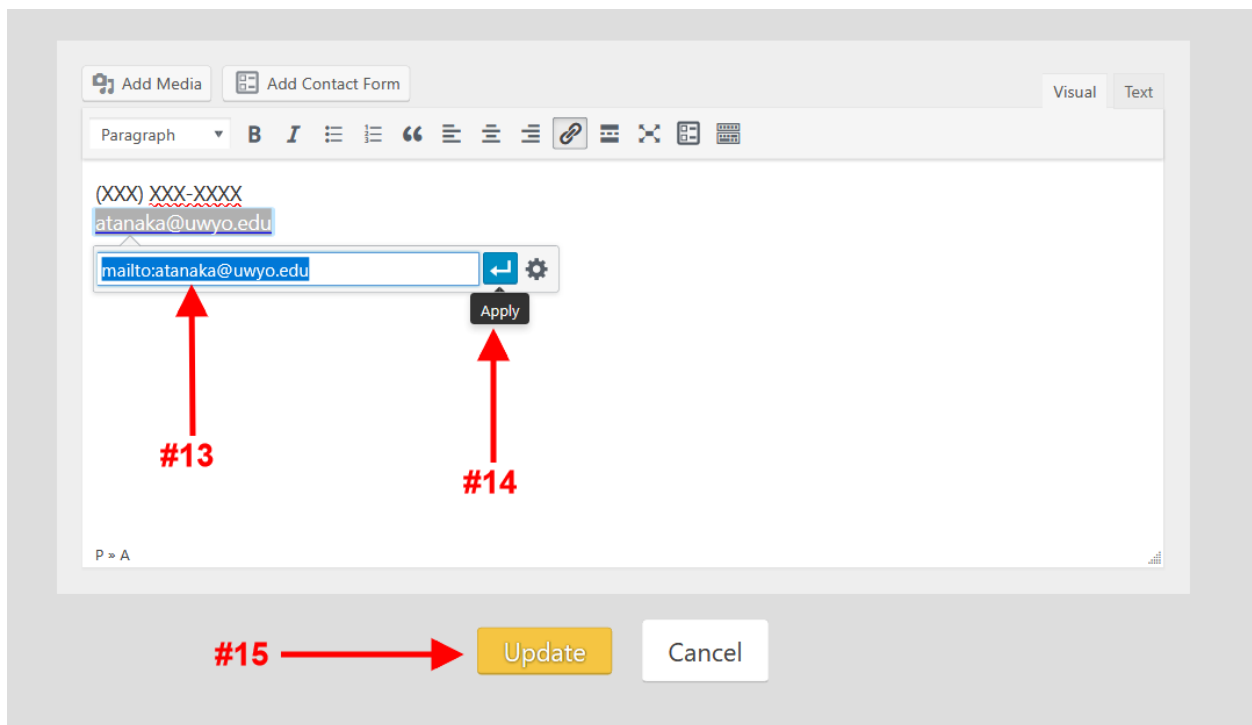 Add Media Add Contact Form
Visual Text
Paragraph B I
(XXX) XXX-XXXX
atanaka@uwyo.edu
mailto:atanaka@uwyo.edu
Apply
#13
#14
P » A
#15 Update Cancel